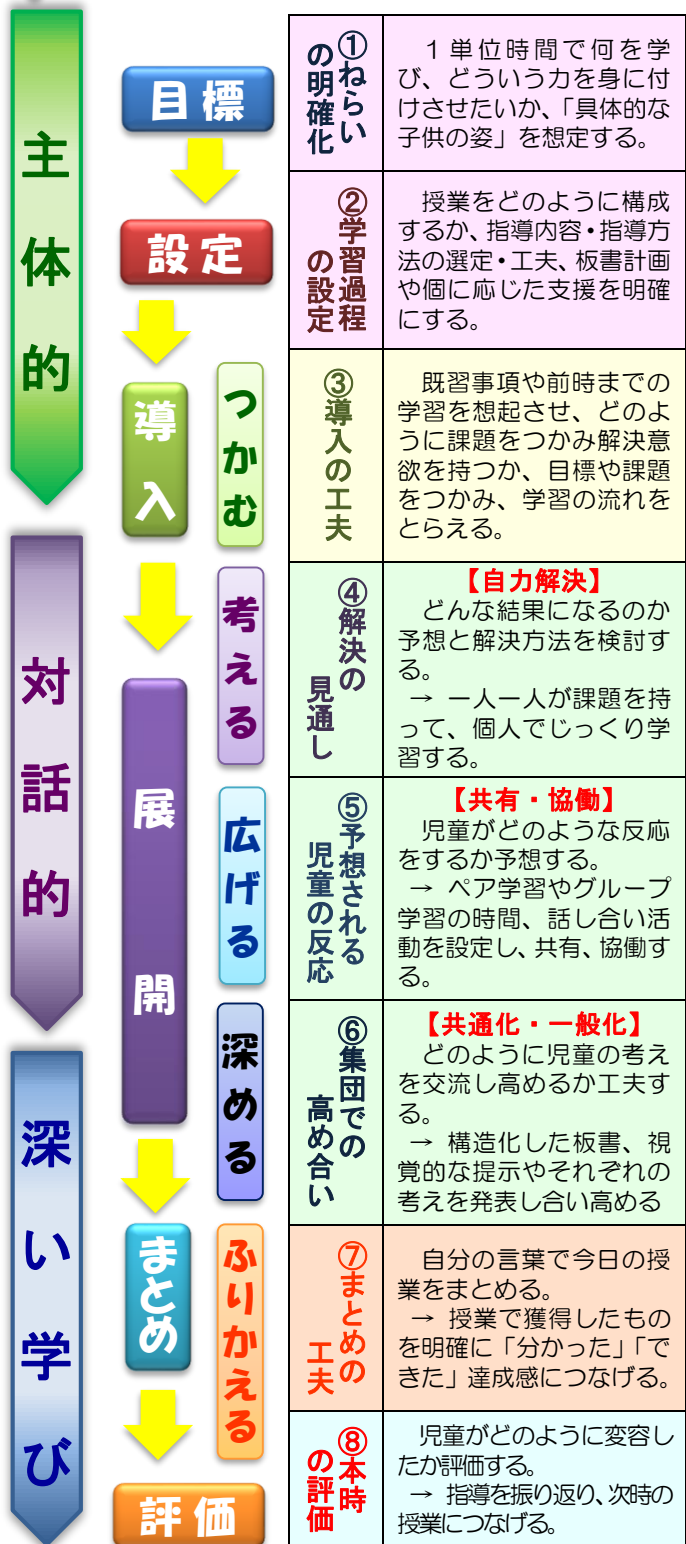 主体的
対話的
深い学び
目標
設定
導入
展開
まとめ
評価
つかむ
考える
広げる
深める
ふりかえる
①ねらい
の明確化
１単位時間で何を学
び、どういう力を身に付
けさせたいか、「具体的な
子供の姿」を想定する。
②学習過程
の設定
授業をどのように構成
するか、指導内容・指導方
法の選定・工夫、板書計画
や個に応じた支援を明確
にする。
③導入の工夫
既習事項や前時までの
学習を想起させ、どのよ
うに課題をつかみ解決意
欲を持つか、目標や課題
をつかみ、学習の流れを
とらえる。
④解決の
見通し
【自力解決】
どんな結果になるのか
予想と解決方法を検討す
る。
→ 一人一人が課題を持
って、個人でじっくり学
習する。
⑤予想される
児童の反応
【共有・協働】
児童がどのような反応
をするか予想する。
→ ペア学習やグループ
学習の時間、話し合い活
動を設定し、共有、協働す
る。
⑥集団での
高め合い
【共通化・一般化】
どのように児童の考え
を交流し高めるか工夫す
る。
→ 構造化した板書、視
覚的な提示やそれぞれの
考えを発表し合い高める
⑦まとめの
工夫
自分の言葉で今日の授
業をまとめる。
→ 授業で獲得したもの
を明確に「分かった」「で
きた」達成感につなげる。
⑧本時
の評価
児童がどのように変容し
たか評価する。
→ 指導を振り返り、次時の
授業につなげる。